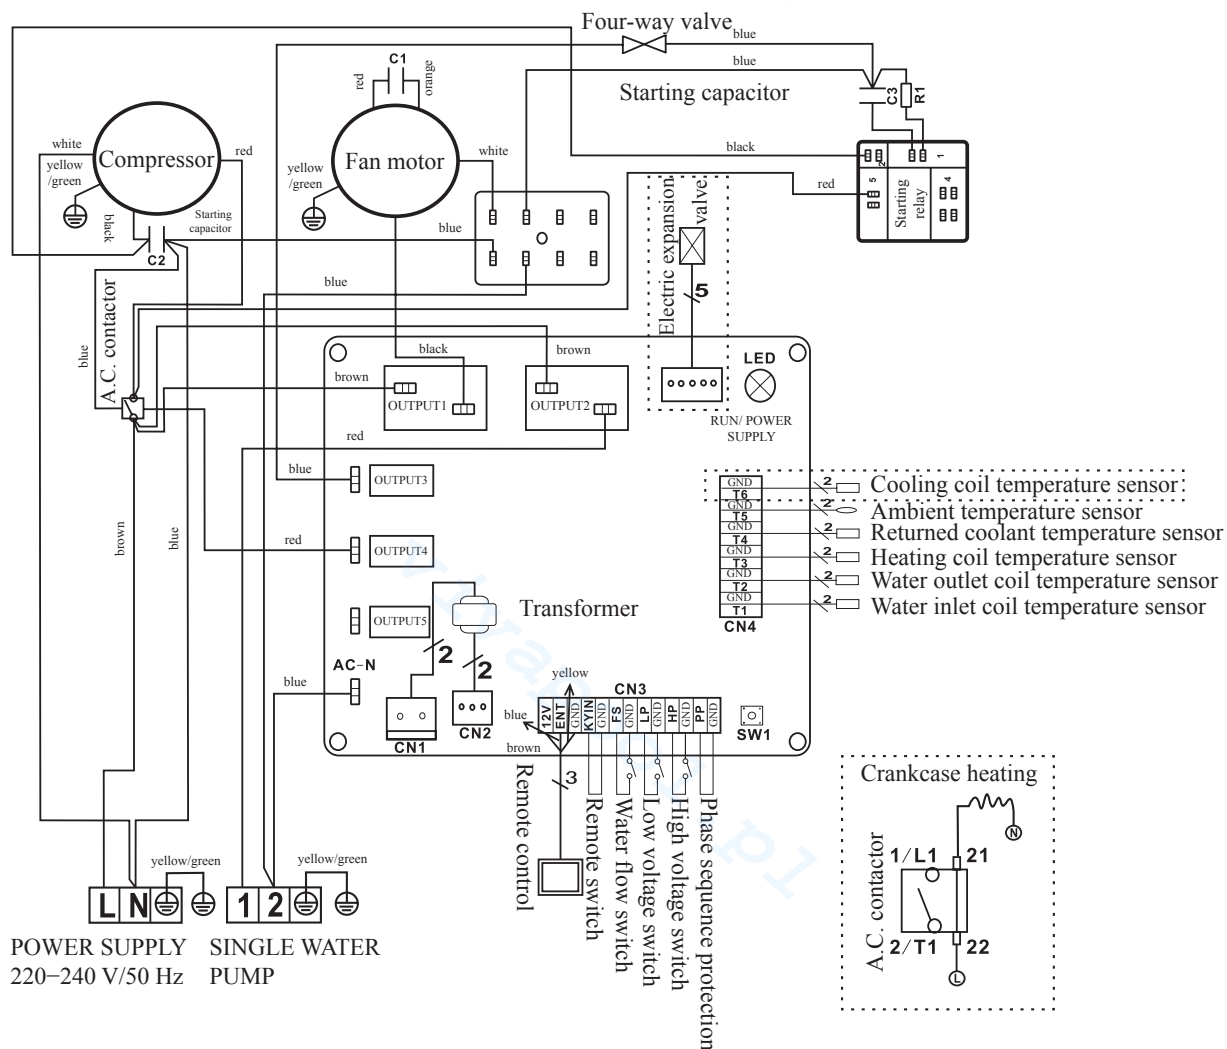 Four-way valve
blue
blue
C1
red
orange
Starting capacitor
C3
R1
white
yellow
/green
Compressor
red
Fan motor
white
yellow
/green
black
2
1
5
4
Starting
relay
red
Electric expansion
valve
5
black
Starting
capacitor
C2
blue
blue
A.C. contactor
blue
black
brown
brown
LED
RUN/ POWER
SUPPLY
OUTPUT1
OUTPUT2
red
blue
OUTPUT3
red
OUTPUT4
OUTPUT5
AC-N
blue
brown
blue
Transformer
2
2
CN1
CN2
GND
T6
GND
T5
GND
T4
GND
T3
GND
T2
GND
T1
CN4
2 Cooling coil temperature sensor
2 Ambient temperature sensor
2 Returned coolant temperature sensor
2 Heating coil temperature sensor
2 Water outlet coil temperature sensor
2 Water inlet coil temperature sensor
yellow
blue
brown
CN3
12V
ENT
GND
KYIN
GND
FS
GND
LP
GND
HP
GND
PP
GND
SW1
3
Remote control
Remote switch
Water flow switch
Low voltage switch
High voltage switch
Phase sequence protection
yellow/green
yellow/green
L N
1 2
POWER SUPPLY
220−240 V/50 Hz
SINGLE WATER
PUMP
Crankcase heating
N
A.C. contactor
1/L1
21
2/T1
22
L